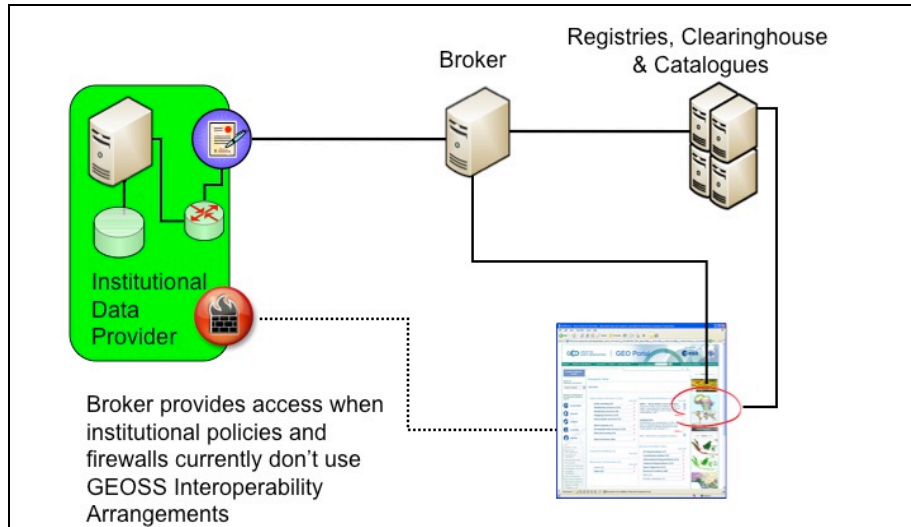 Registries, Clearinghouse
& Catalogues
Broker
Institutional
Data
Provider
GEO Portal
Broker provides access when
institutional policies and
firewalls currently don't use
GEOSS Interoperability
Arrangements